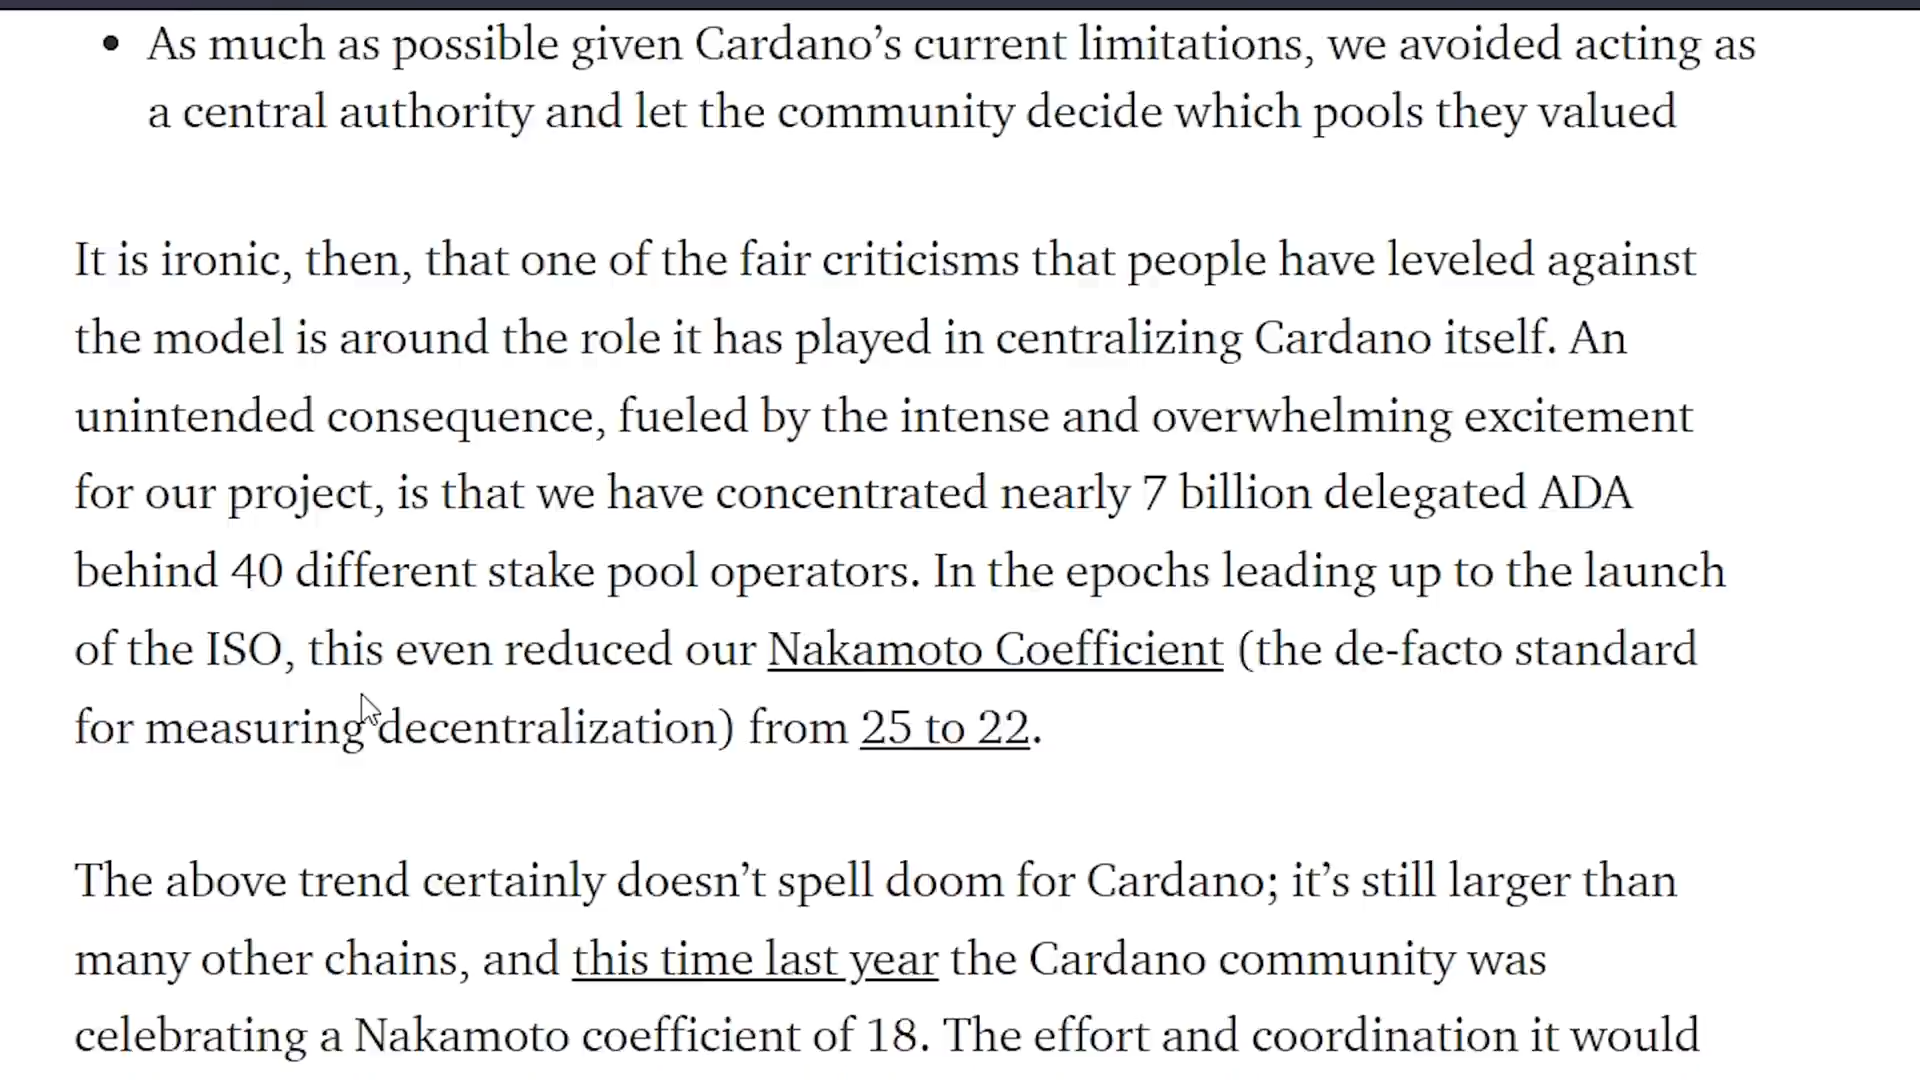 • As much as possible given Cardano’s current limitations, we avoided acting as
a central authority and let the community decide which pools they valued
It is ironic, then, that one of the fair criticisms that people have leveled against
the model is around the role it has played in centralizing Cardano itself. An
unintended consequence, fueled by the intense and overwhelming excitement
for our project, is that we have concentrated nearly 7 billion delegated ADA
behind 40 different stake pool operators. In the epochs leading up to the launch
of the ISO, this even reduced our Nakamoto Coefficient (the de-facto standard
for measuring decentralization) from 25 to 22.
The above trend certainly doesn’t spell doom for Cardano; it’s still larger than
many other chains, and this time last year the Cardano community was
celebrating a Nakamoto coefficient of 18. The effort and coordination it would